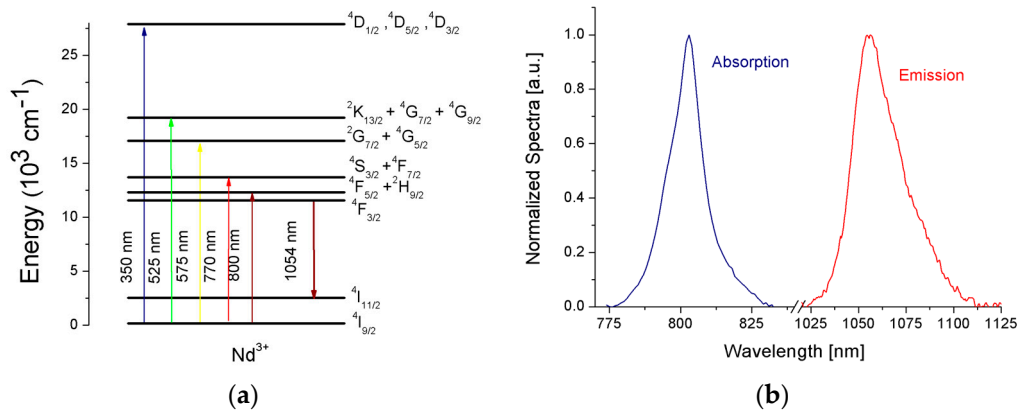 (a)
Energy (10³ cm⁻¹)
25
20
15
10
5
0
⁴D₁/₂ ,⁴D₅/₂ ,⁴D₃/₂
²K₁₃/₂ + ⁴G₇/₂ + ⁴G₉/₂
²G₇/₂ + ⁴G₅/₂
⁴S₃/₂ + ⁴F₇/₂
⁴F₅/₂ + ²H₉/₂
⁴F₃/₂
⁴I₁₁/₂
⁴I₉/₂
350 nm
525 nm
575 nm
770 nm
800 nm
1054 nm
Nd³⁺
(a)
b)
Normalized Spectra [a.u.]
1.0
0.8
0.6
0.4
0.2
0.0
Absorption
Emission
775 800 825 1025 1050 1075 1100 1125
Wavelength [nm]
(b)